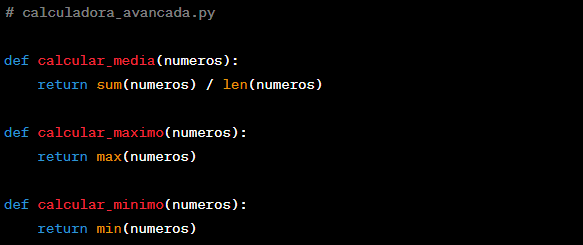 # calculadora_avancada.py
def calcular_media(numeros):
return sum(numeros) / len(numeros)
def calcular_maximo(numeros):
return max(numeros)
def calcular_minimo(numeros):
return min(numeros)